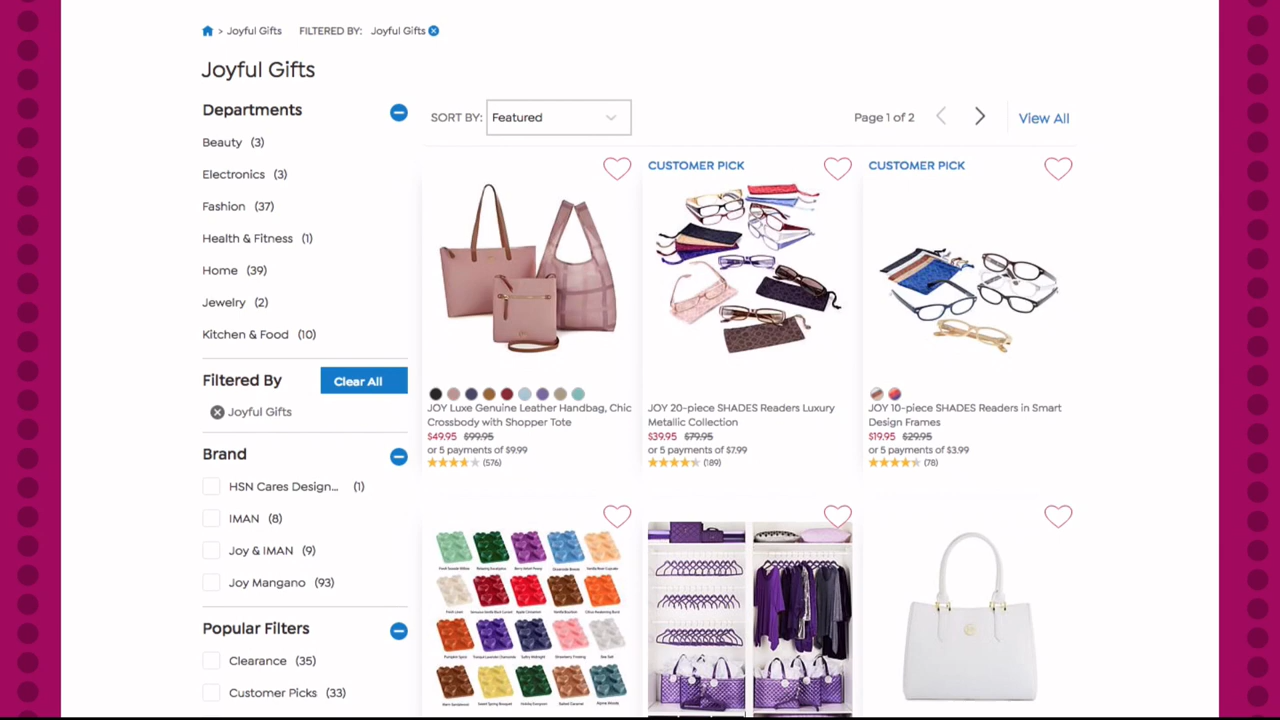 > Joyful Gifts FILTERED BY: Joyful Gifts
Joyful Gifts
Departments
Beauty (3)
Electronics (3)
Fashion (37)
Health & Fitness (1)
Home (39)
Jewelry (2)
Kitchen & Food (10)
Filtered By Clear All
Joyful Gifts
Brand
HSN Cares Design... (1)
IMAN (8)
Joy & IMAN (9)
Joy Mangano (93)
Popular Filters
Clearance (35)
Customer Picks (33)
SORT BY: Featured Page 1 of 2 View All
JOY Luxe Genuine Leather Handbag, Chic
Crossbody with Shopper Tote
$49.95 $99.95
or 5 payments of $9.99
(576)
CUSTOMER PICK
JOY 20-piece SHADES Readers Luxury
Metallic Collection
$39.95 $79.95
or 5 payments of $7.99
(189)
CUSTOMER PICK
JOY 10-piece SHADES Readers in Smart
Design Frames
$19.95 $29.95
or 5 payments of $3.99
(78)